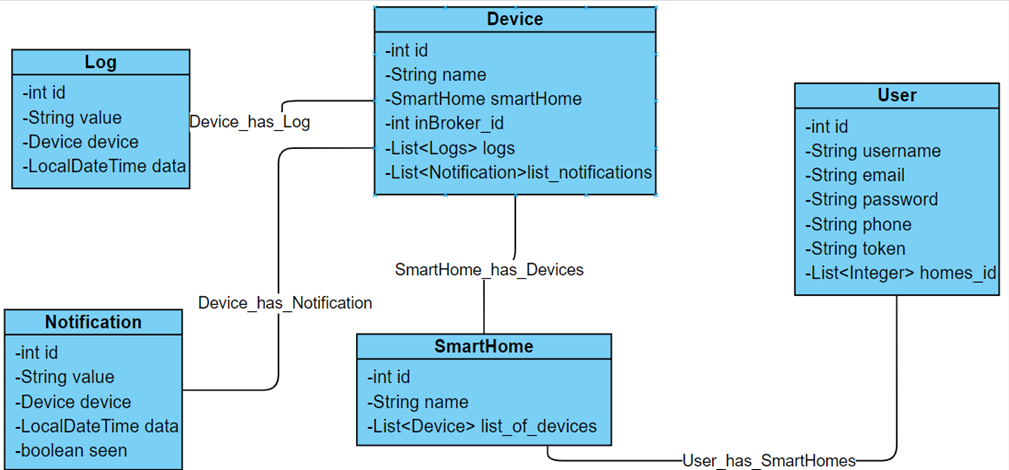 Device
-int id
-String name
-SmartHome smartHome
-int inBroker_id
-List<Logs> logs
-List<Notification>list_notifications
Log
-int id
-String value
-Device device
-LocalDateTime data
Device_has_Log
User
-int id
-String username
-String email
-String password
-String phone
-String token
-List<Integer> homes_id
SmartHome_has_Devices
Device_has_Notification
Notification
-int id
-String value
-Device device
-LocalDateTime data
-boolean seen
SmartHome
-int id
-String name
-List<Device> list_of_devices
User_has_SmartHomes